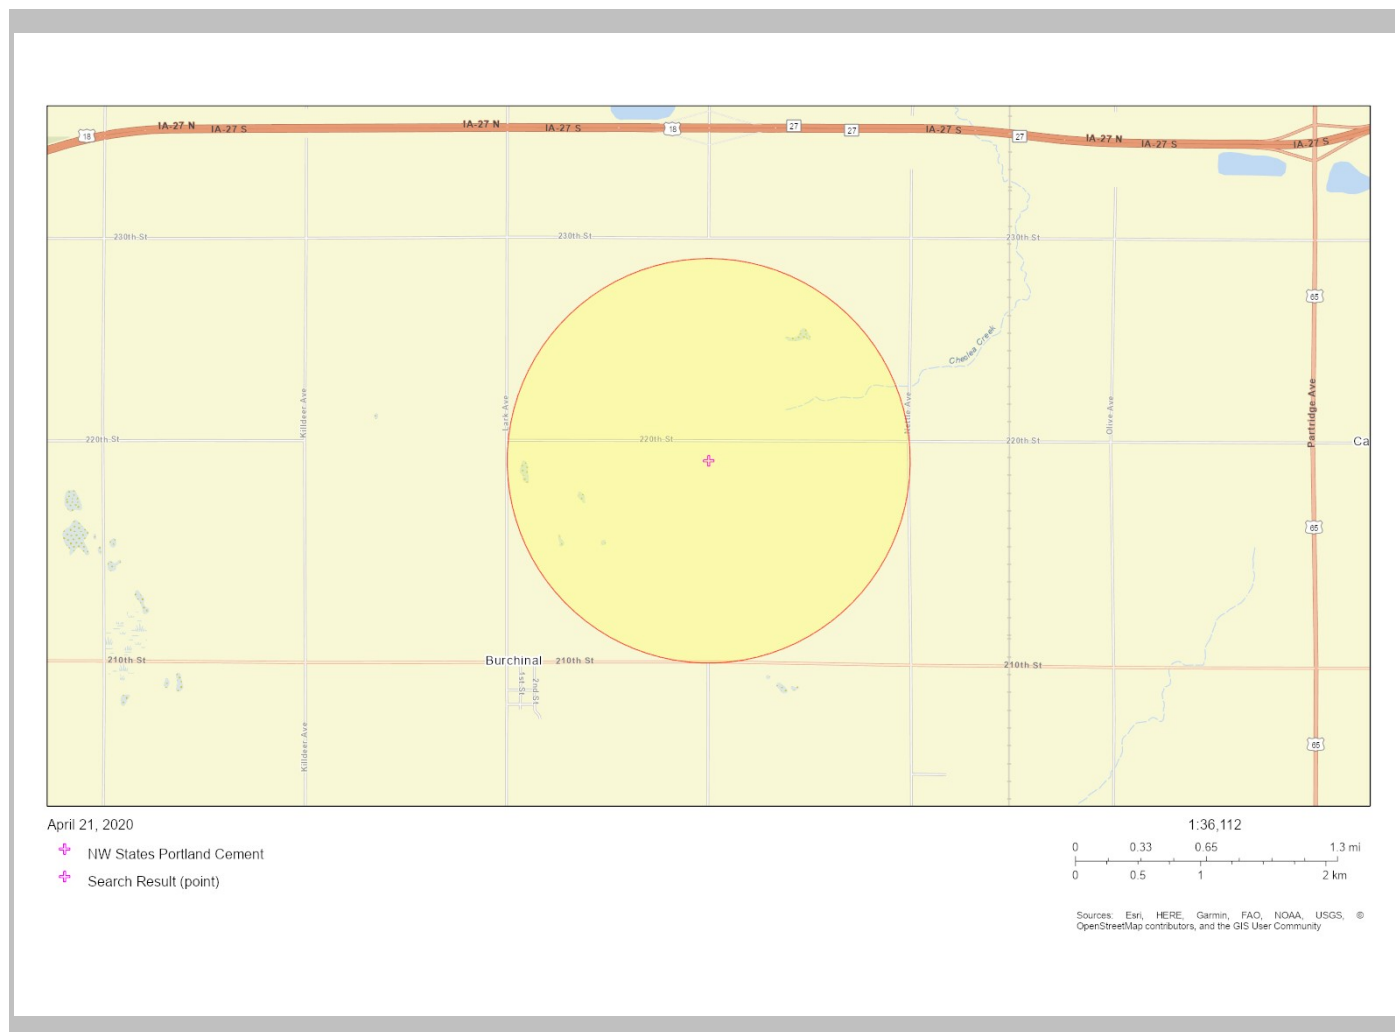 IA-27 N
IA-27 S
IA-27 N
IA-27 S
18
27
27
IA-27 S
27
IA-27 N
IA-27 S
IA-27 S
18
230th St
230th St
230th St
65
Chelsea Creek
Killdeer Ave
Lark Ave
Nettle Ave
Olive Ave
Partridge Ave
220th St
220th St
220th St
Ca
65
210th St
Burchinal
210th St
210th St
1st St
2nd St
Killdeer Ave
65
April 21, 2020
NW States Portland Cement
Search Result (point)
1:36,112
0 0.33 0.65 1.3 mi
0 0.5 1 2 km
Sources: Esri, HERE, Garmin, FAO, NOAA, USGS, ©
OpenStreetMap contributors, and the GIS User Community